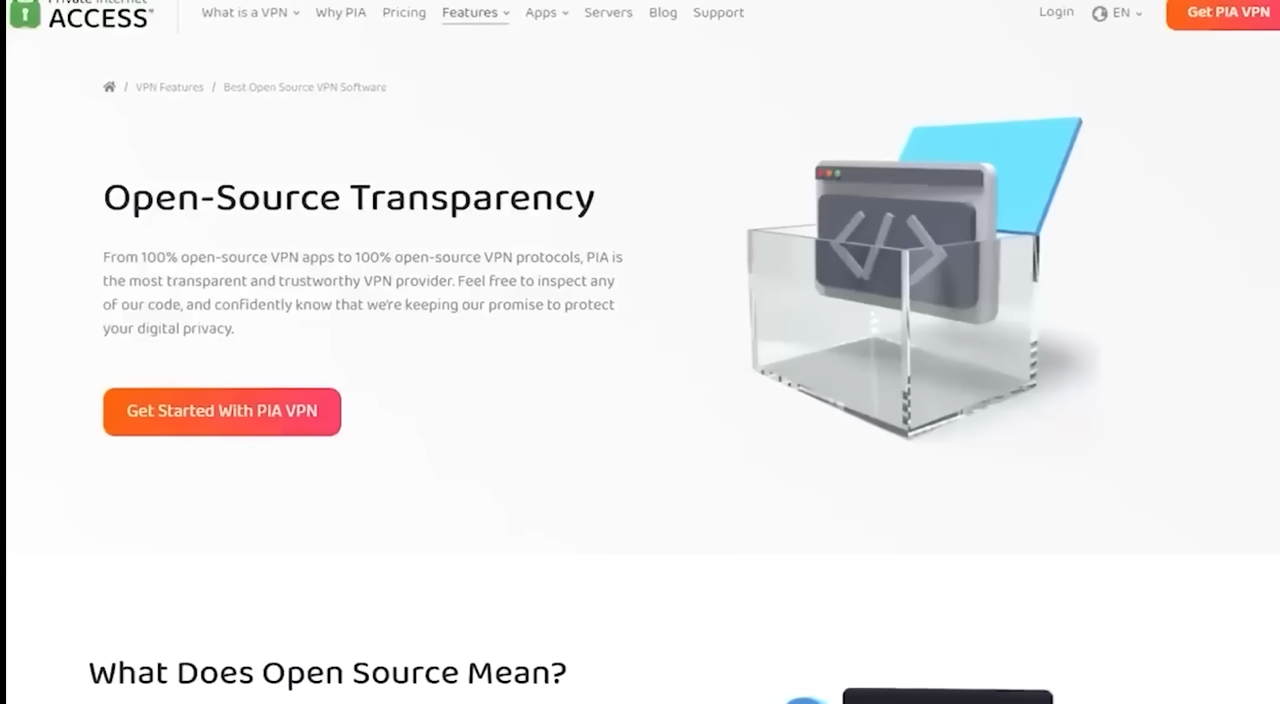 Private Internet
ACCESS
What is a VPN Why PIA Pricing Features Apps Servers Blog Support Login EN Get PIA VPN
/ VPN Features / Best Open Source VPN Software
Open-Source Transparency
From 100% open-source VPN apps to 100% open-source VPN protocols, PIA is
the most transparent and trustworthy VPN provider. Feel free to inspect any
of our code, and confidently know that we're keeping our promise to protect
your digital privacy.
</>
Get Started With PIA VPN
What Does Open Source Mean?